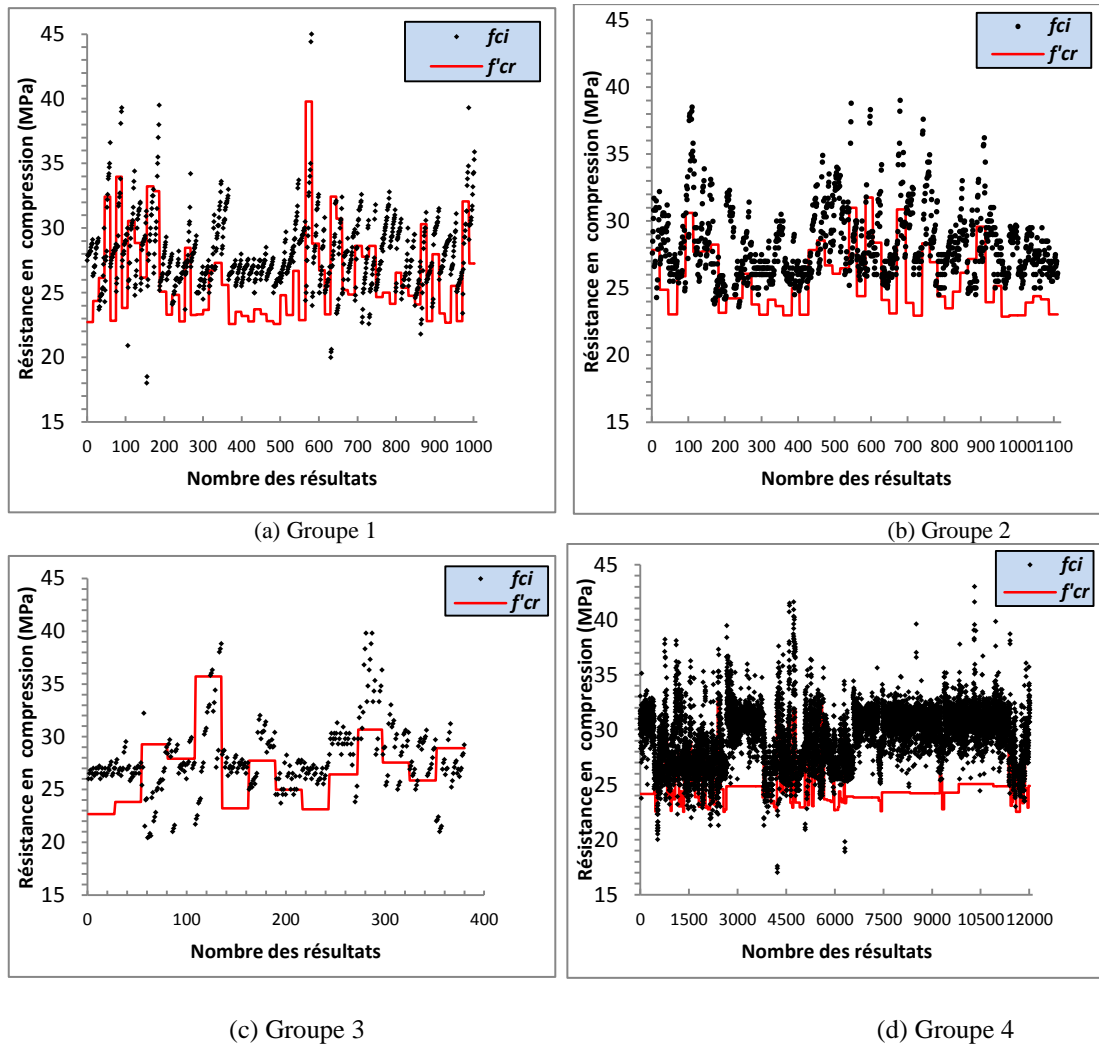 45
40
35
30
25
20
15
Résistance en compression (MPa)
fci
f'cr
0 100 200 300 400 500 600 700 800 900 1000
Nombre des résultats
(a) Groupe 1
45
40
35
30
25
20
15
Résistance en compression (MPa)
fci
f'cr
0 100 200 300 400 500 600 700 800 900 1000 1100
Nombre des résultats
(b) Groupe 2
45
40
35
30
25
20
15
Résistance en compression (MPa)
fci
f'cr
0 100 200 300 400
Nombre des résultats
(c) Groupe 3
45
40
35
30
25
20
15
Résistance en compression (MPa)
fci
f'cr
0 1500 3000 4500 6000 7500 9000 10500 12000
Nombre des résultats
(d) Groupe 4